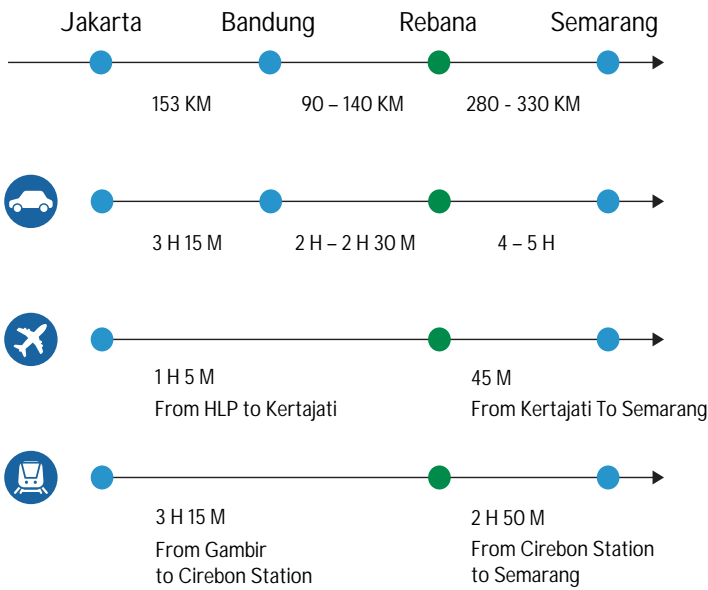 Jakarta Bandung Rebana Semarang
153 KM 90 – 140 KM 280 - 330 KM
3 H 15 M 2 H – 2 H 30 M 4 – 5 H
1 H 5 M 45 M
From HLP to Kertajati From Kertajati To Semarang
3 H 15 M 2 H 50 M
From Gambir From Cirebon Station
to Cirebon Station to Semarang